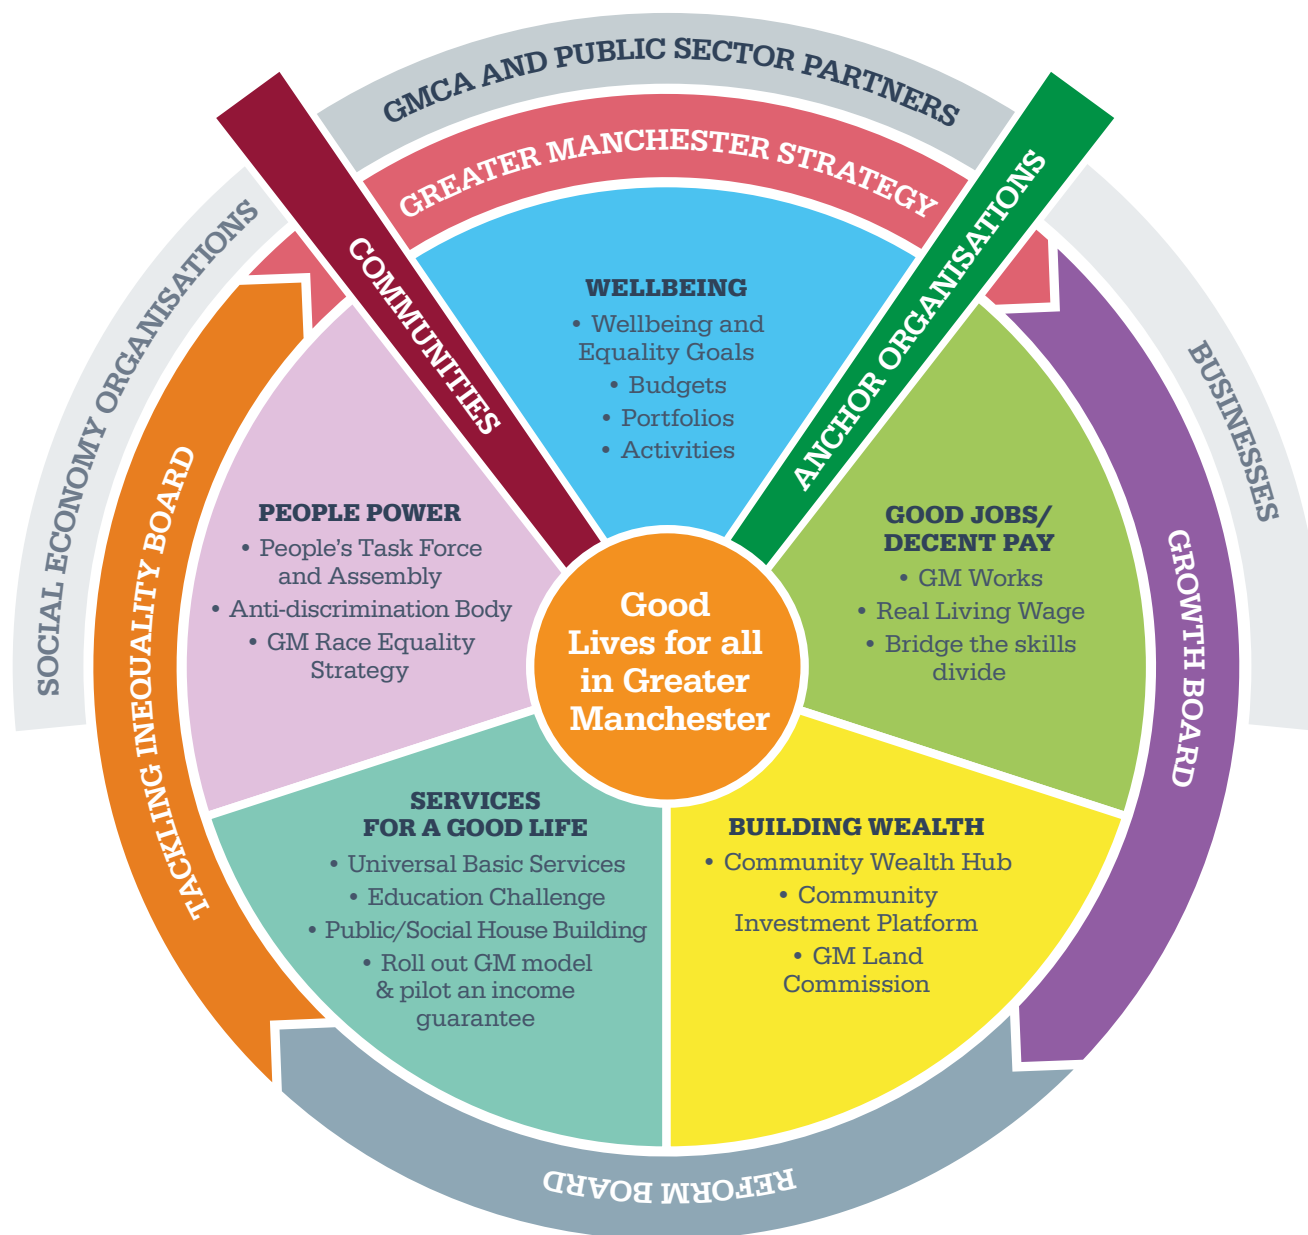 GMCA AND PUBLIC SECTOR PARTNERS
GREATER MANCHESTER STRATEGY
COMMUNITIES
ANCHOR ORGANISATIONS
SOCIAL ECONOMY ORGANISATIONS
BUSINESSES
TACKLING INEQUALITY BOARD
GROWTH BOARD
REFORM BOARD
WELLBEING
• Wellbeing and
Equality Goals
• Budgets
• Portfolios
• Activities
PEOPLE POWER
• People's Task Force
and Assembly
• Anti-discrimination Body
• GM Race Equality
Strategy
GOOD JOBS/
DECENT PAY
• GM Works
• Real Living Wage
• Bridge the skills
divide
Good
Lives for all
in Greater
Manchester
SERVICES
FOR A GOOD LIFE
• Universal Basic Services
• Education Challenge
• Public/Social House Building
• Roll out GM model
& pilot an income
guarantee
BUILDING WEALTH
• Community Wealth Hub
• Community
Investment Platform
• GM Land
Commission